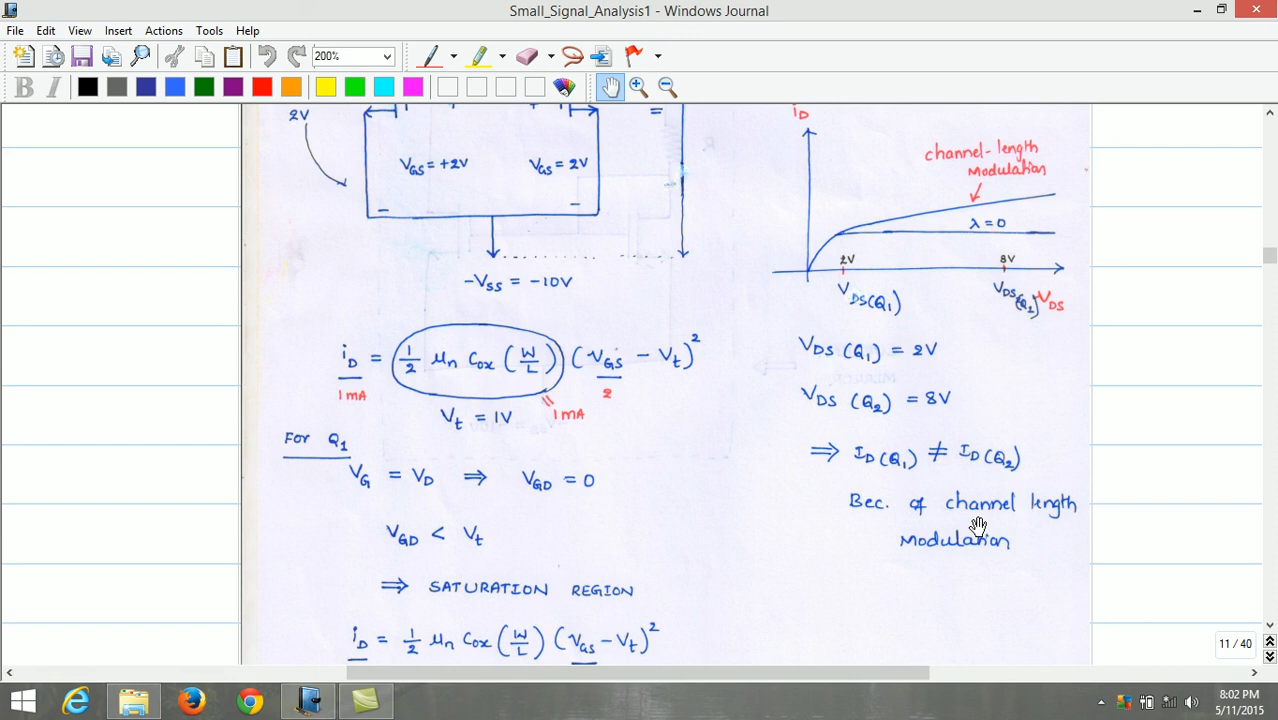 Small_Signal_Analysis1 - Windows Journal
File Edit View Insert Actions Tools Help
200%
B I
2V
VGS = +2V
VGS = 2V
-VSS = -10V
iD = 1/2 μn Cox (W/L) (VGS - Vt)²
1mA
1mA
2
Vt = 1V
For Q1
VG = VD ⇒ VGD = 0
VGD < Vt
⇒ SATURATION REGION
iD = 1/2 μn Cox (W/L) (VGS - Vt)²
iD
channel-length
Modulation
λ = 0
2V
8V
VDS(Q1)
VDS(Q2)
VDS
VDS (Q1) = 2V
VDS (Q2) = 8V
⇒ ID(Q1) ≠ ID(Q2)
Bec. of channel length
Modulation
11 / 40
8:02 PM
5/11/2015